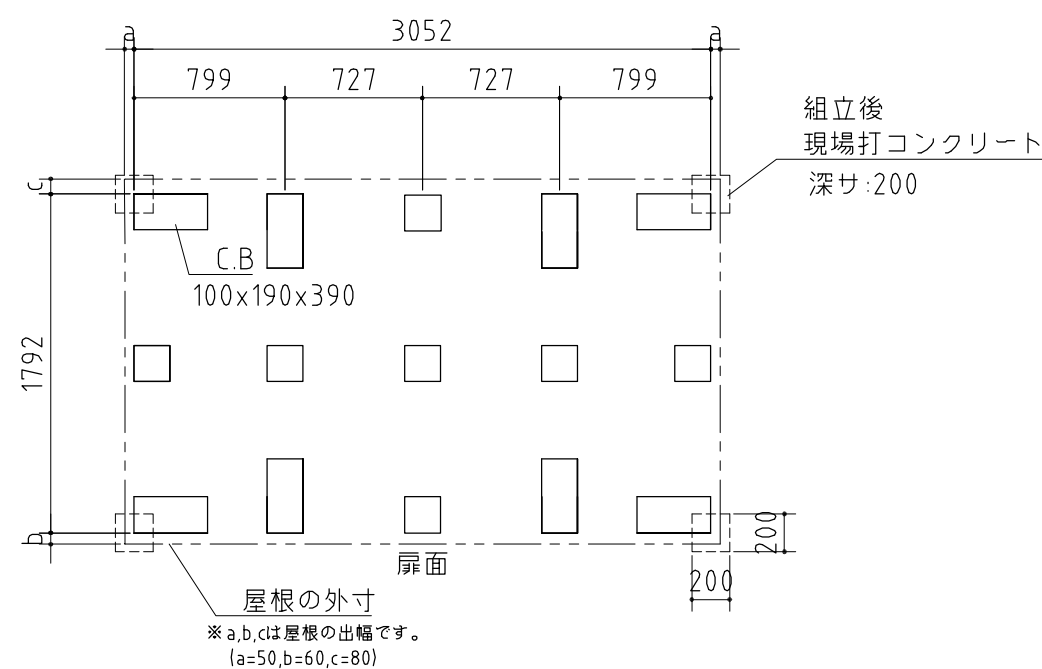 a
3052
a
799
727
727
799
組立後
現場打コンクリート
深サ:200
c
C.B
100x190x390
1792
b
扉面
200
200
屋根の外寸
※a,b,cは屋根の出幅です。
(a=50,b=60,c=80)